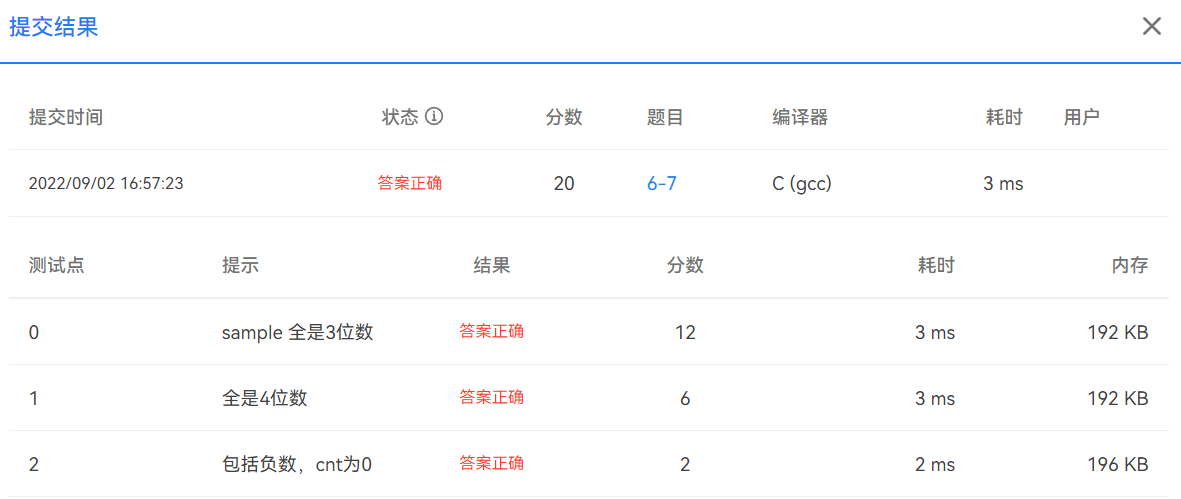 提交结果
提交时间 状态 分数 题目 编译器 耗时 用户
2022/09/02 16:57:23 答案正确 20 6-7 C (gcc) 3 ms
测试点 提示 结果 分数 耗时 内存
0 sample 全是3位数 答案正确 12 3 ms 192 KB
1 全是4位数 答案正确 6 3 ms 192 KB
2 包括负数，cnt为0 答案正确 2 2 ms 196 KB